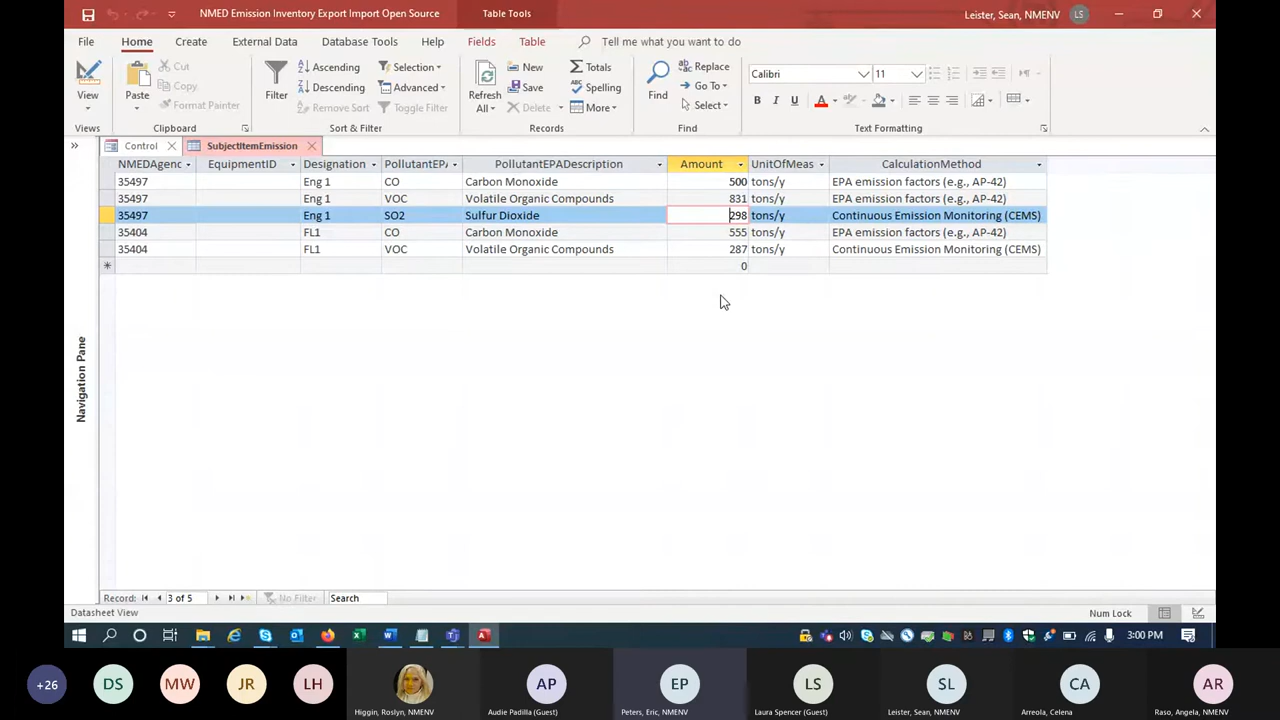 NMED Emission Inventory Export Import Open Source
Table Tools
Leister, Sean, NMENV
LS
File Home Create External Data Database Tools Help Fields Table Tell me what you want to do
View
Views
Paste
Cut
Copy
Format Painter
Clipboard
Filter
Ascending
Descending
Remove Sort
Selection
Advanced
Toggle Filter
Sort & Filter
Refresh
All
New
Save
Delete
Totals
Spelling
More
Records
Find
Replace
Go To
Select
Find
Calibri 11
B I U
Text Formatting
Control SubjectItemEmission
NMEDAgenc EquipmentID Designation PollutantEP PollutantEPADescription Amount UnitOfMeas CalculationMethod
35497 Eng 1 CO Carbon Monoxide 500 tons/y EPA emission factors (e.g., AP-42)
35497 Eng 1 VOC Volatile Organic Compounds 831 tons/y EPA emission factors (e.g., AP-42)
35497 Eng 1 SO2 Sulfur Dioxide 298 tons/y Continuous Emission Monitoring (CEMS)
35404 FL1 CO Carbon Monoxide 555 tons/y EPA emission factors (e.g., AP-42)
35404 FL1 VOC Volatile Organic Compounds 287 tons/y Continuous Emission Monitoring (CEMS)
0
Navigation Pane
Record: 3 of 5 No Filter Search
Datasheet View
Num Lock
3:00 PM
+26 DS MW JR LH AP EP LS SL CA AR
Higgin, Roslyn, NMENV Audie Padilla (Guest) Peters, Eric, NMENV Laura Spencer (Guest) Leister, Sean, NMENV Arreola, Celena Raso, Angela, NMENV